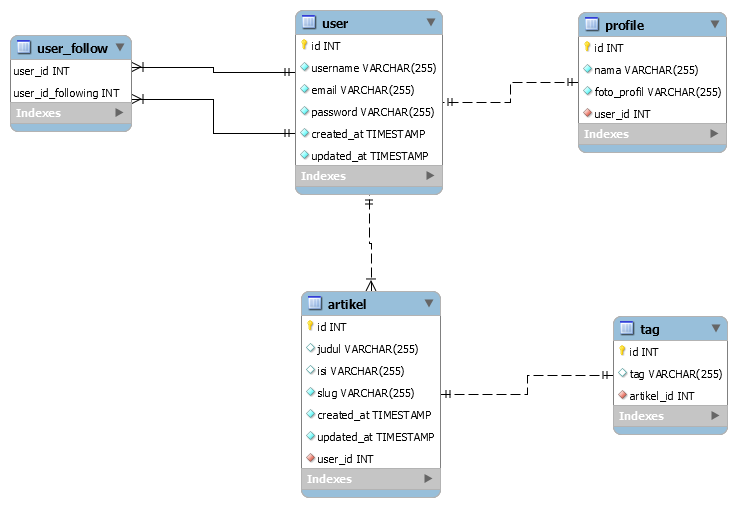 user_follow
user_id INT
user_id_following INT
Indexes
user
id INT
username VARCHAR(255)
email VARCHAR(255)
password VARCHAR(255)
created_at TIMESTAMP
updated_at TIMESTAMP
Indexes
profile
id INT
nama VARCHAR(255)
foto_profil VARCHAR(255)
user_id INT
Indexes
artikel
id INT
judul VARCHAR(255)
isi VARCHAR(255)
slug VARCHAR(255)
created_at TIMESTAMP
updated_at TIMESTAMP
user_id INT
Indexes
tag
id INT
tag VARCHAR(255)
artikel_id INT
Indexes